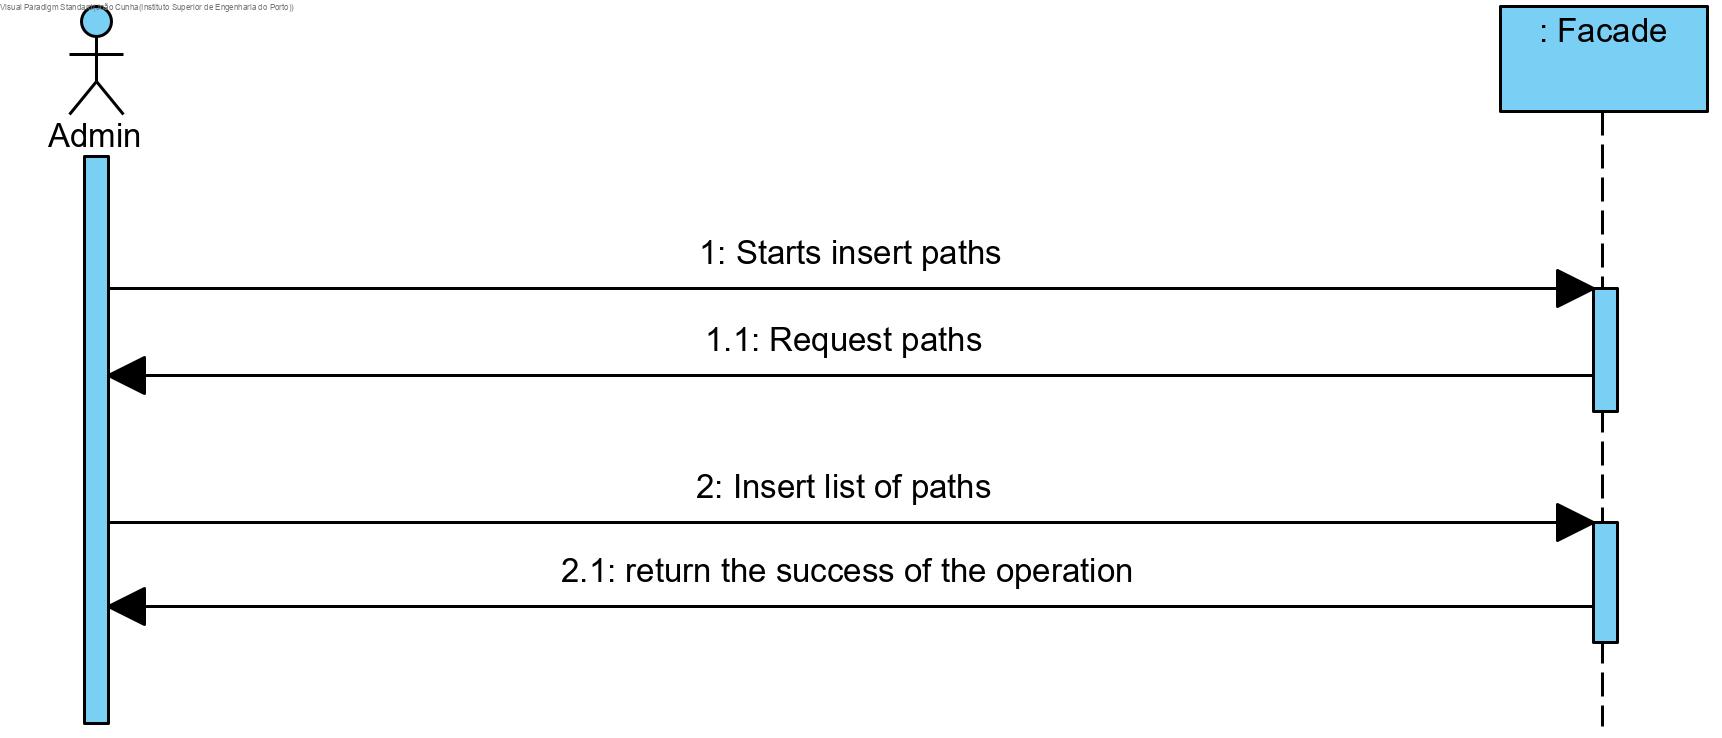 Visual Paradigm Standard Cunha(Instituto Superior de Engenharia do Porto))
: Facade
Admin
1: Starts insert paths
1.1: Request paths
2: Insert list of paths
2.1: return the success of the operation